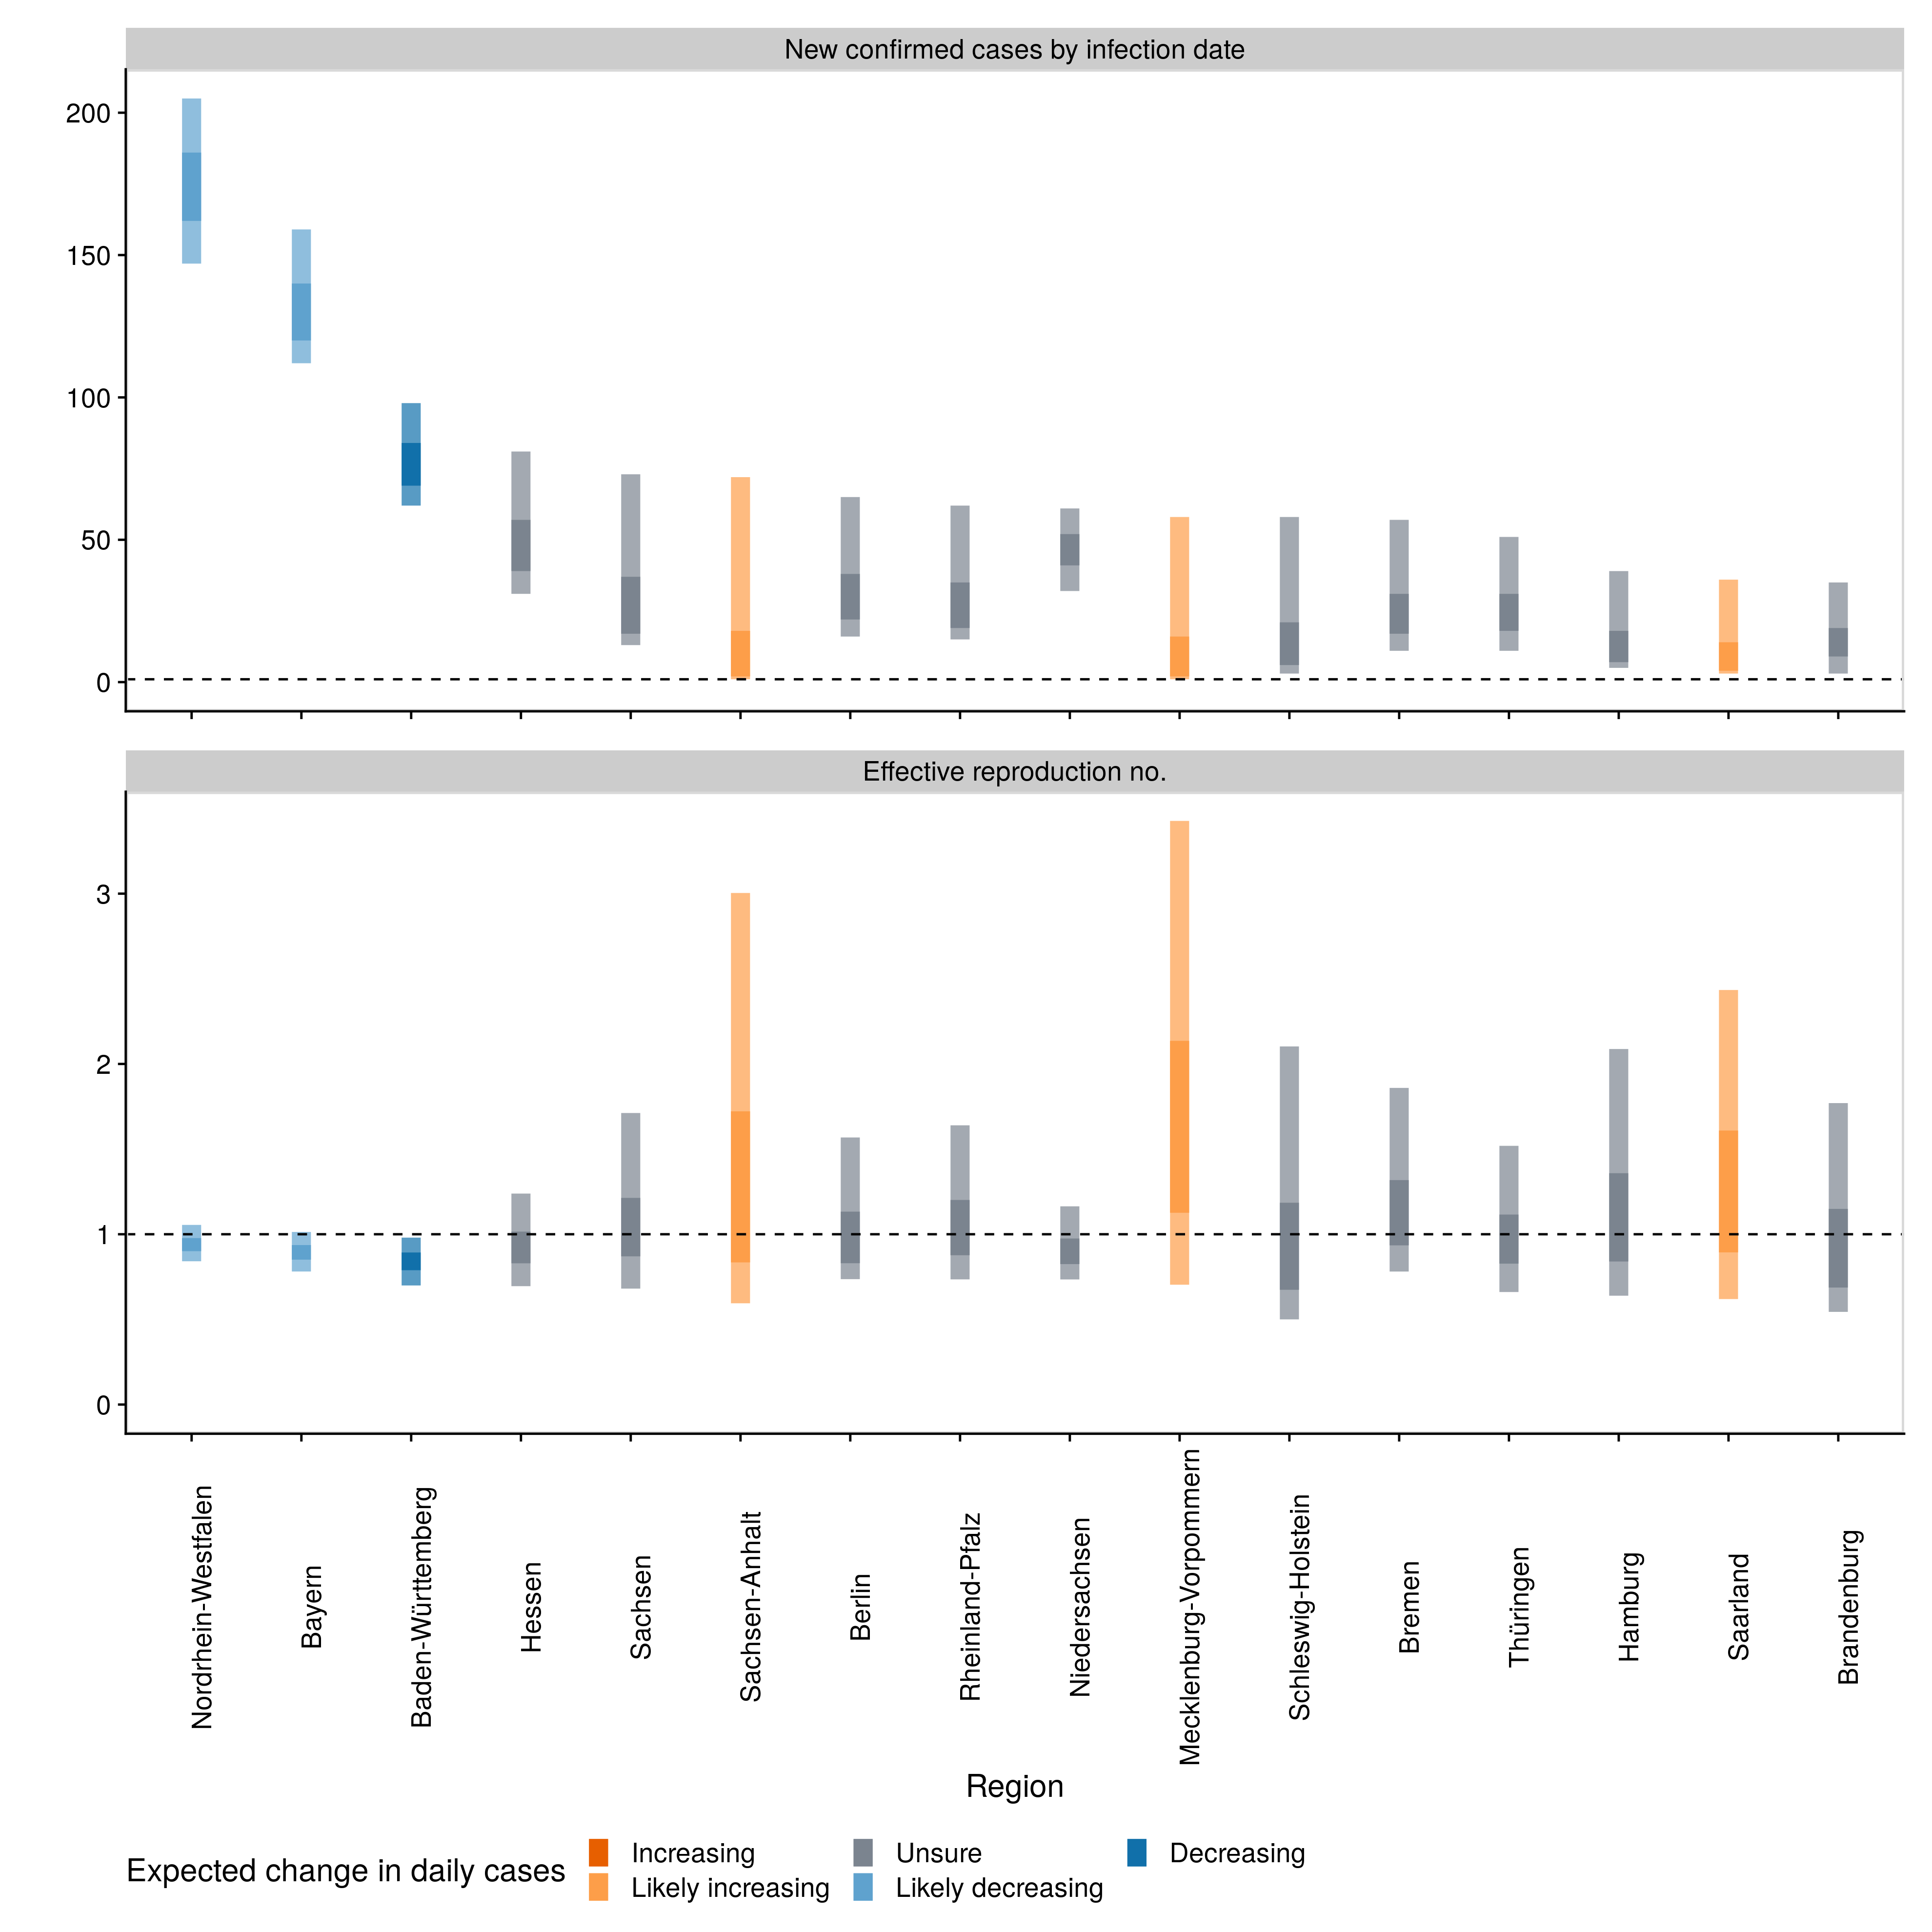 New confirmed cases by infection date
200
150
100
50
0
Effective reproduction no.
3
2
1
0
Nordrhein-Westfalen
Bayern
Baden-Württemberg
Hessen
Sachsen
Sachsen-Anhalt
Berlin
Rheinland-Pfalz
Niedersachsen
Mecklenburg-Vorpommern
Schleswig-Holstein
Bremen
Thüringen
Hamburg
Saarland
Brandenburg
Region
Expected change in daily cases
Increasing
Unsure
Decreasing
Likely increasing
Likely decreasing